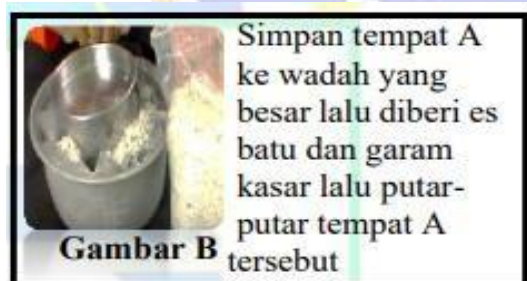 Simpan tempat A
ke wadah yang
besar lalu diberi es
batu dan garam
kasar lalu putar-
putar tempat A
tersebut
Gambar B